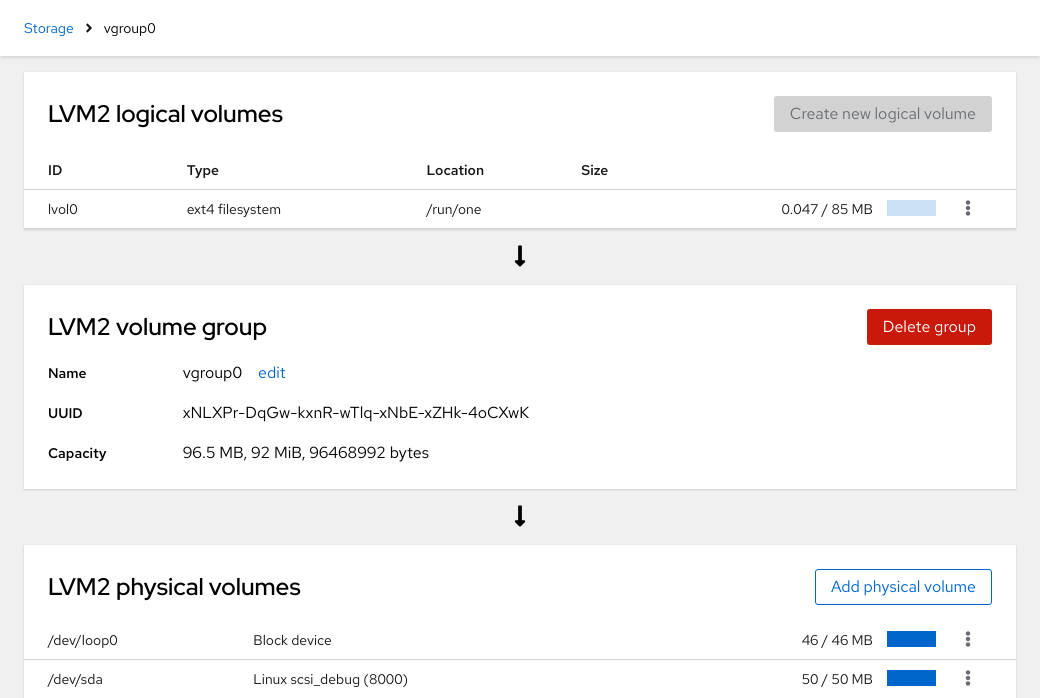 Storage > vgroup0
LVM2 logical volumes
Create new logical volume
ID Type Location Size
lvol0 ext4 filesystem /run/one 0.047 / 85 MB
LVM2 volume group
Delete group
Name vgroup0 edit
UUID xNLXPr-DqGw-kxnR-wTlq-xNbE-xZHk-4oCXwK
Capacity 96.5 MB, 92 MiB, 96468992 bytes
LVM2 physical volumes
Add physical volume
/dev/loop0 Block device 46 / 46 MB
/dev/sda Linux scsi_debug (8000) 50 / 50 MB